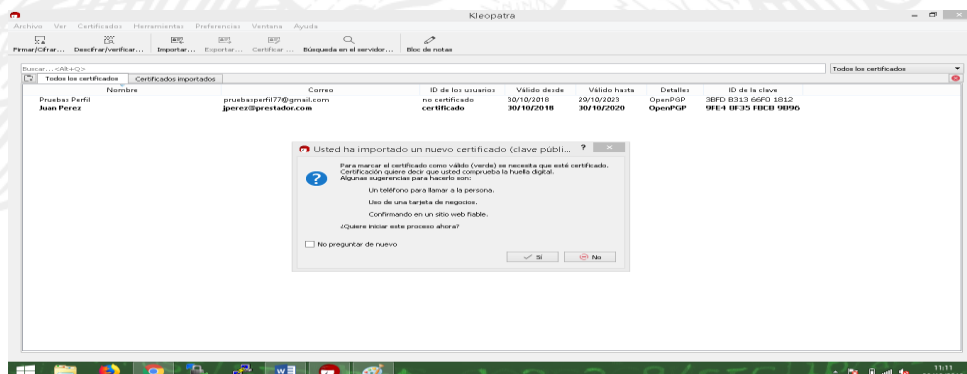 Kleopatra
Archivo Ver Certificados Herramientas Preferencias Ventana Ayuda
Firmar/Cifrar... Descifrar/verificar... Importar... Exportar... Certificar ... Búsqueda en el servidor... Bloc de notas
Buscar...<Alt+Q> Todos los certificados
Todos los certificados Certificados importados
Nombre Correo ID de los usuarios Válido desde Válido hasta Detalles ID de la clave
Pruebas Perfil pruebasperfil77@gmail.com no certificado 30/10/2018 29/10/2023 OpenPGP 3BFD B313 66F0 1812
Juan Perez jperez@prestador.com certificado 30/10/2018 30/10/2020 OpenPGP 9FE4 BF35 FBCB 9B96
Usted ha importado un nuevo certificado (clave públi... ?
Para marcar el certificado como válido (verde) se necesita que esté certificado.
Certificación quiere decir que usted comprueba la huella digital.
Algunas sugerencias para hacerlo son:
Un teléfono para llamar a la persona.
Uso de una tarjeta de negocios.
Confirmando en un sitio web fiable.
¿Quiere iniciar este proceso ahora?
No preguntar de nuevo
Sí No
11:11